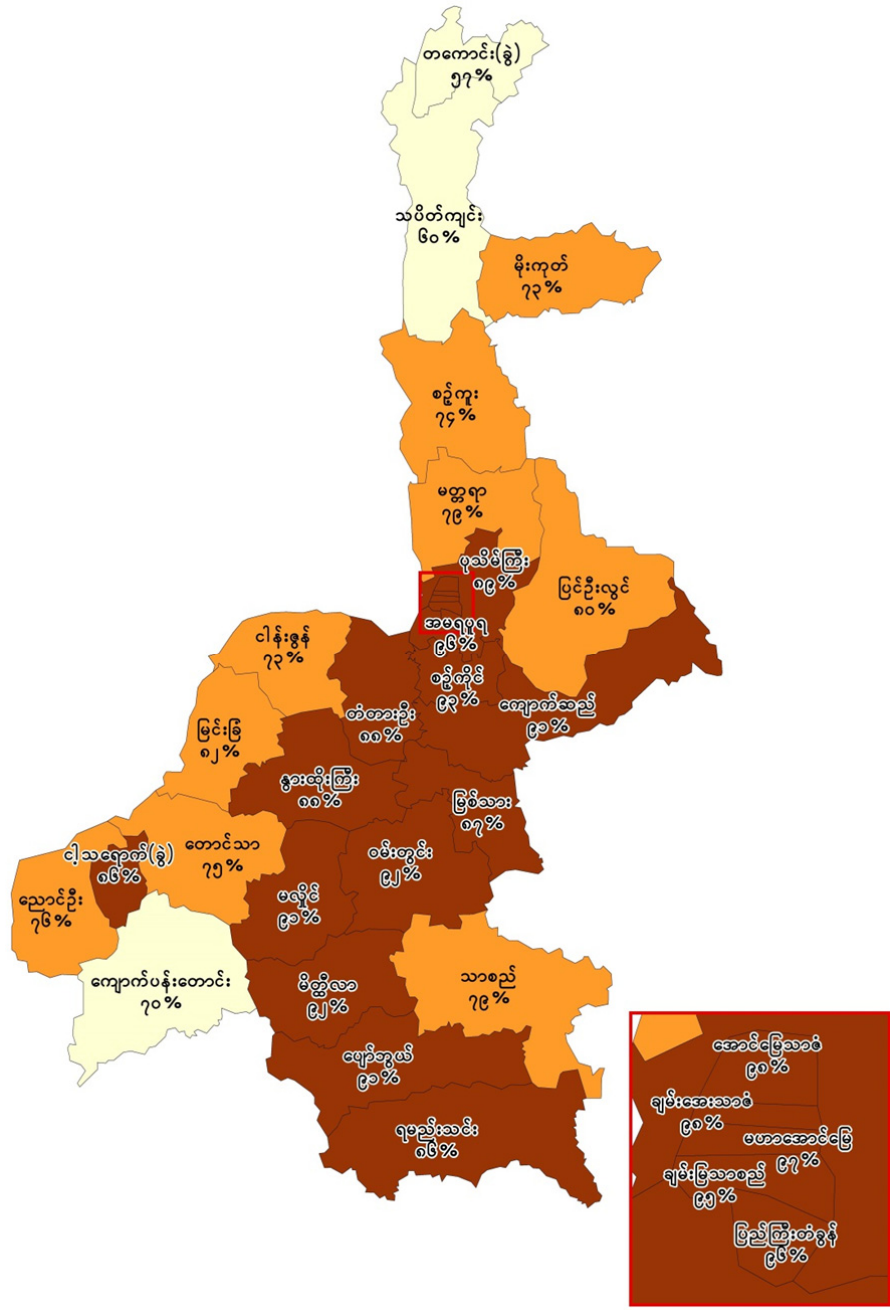 တကောင်း(ခွဲ)
၅၇%
သပိတ်ကျင်း
၆၀%
မိုးကုတ်
၇၃%
စဉ့်ကူး
၇၄%
မတ္တရာ
၇၉%
ပုသိမ်ကြီး
၈၉%
ပြင်ဦးလွင်
၈၀%
အမရပူရ
၉၆%
ငါန်းဇွန်
၇၃%
စဉ့်ကိုင်
၉၃%
ကျောက်ဆည်
၉၁%
တံတားဦး
၈၈%
မြင်းခြံ
၈၂%
နွားထိုးကြီး
၈၈%
မြစ်သား
၈၇%
တောင်သာ
၇၅%
ဝမ်းတွင်း
၉၂%
ငါ့သရောက်(ခွဲ)
၈၆%
မလှိုင်
၉၁%
ညောင်ဦး
၇၆%
ကျောက်ပန်းတောင်း
၇၀%
မိတ္ထီလာ
၉၂%
သာစည်
၇၉%
ပျော်ဘွယ်
၉၁%
ရမည်းသင်း
၈၆%
အောင်မြေသာဇံ
၉၈%
ချမ်းအေးသာဇံ
၉၈%
မဟာအောင်မြေ
၉၇%
ချမ်းမြသာစည်
၉၅%
ပြည်ကြီးတံခွန်
၉၆%